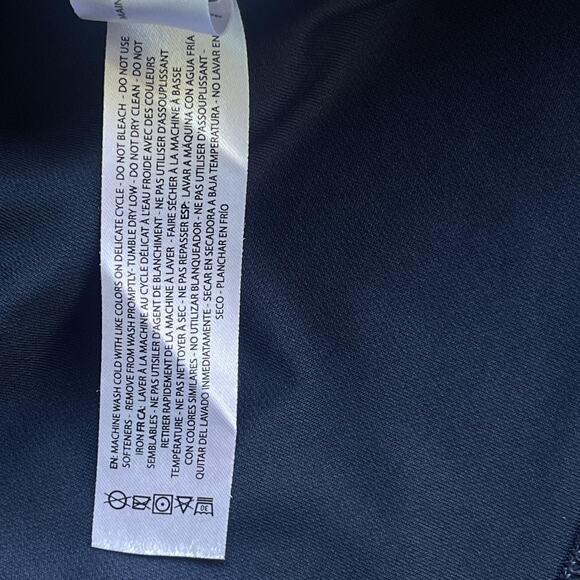 MAIN
EN: MACHINE WASH COLD WITH LIKE COLORS ON DELICATE CYCLE - DO NOT BLEACH - DO NOT USE
SOFTENERS - REMOVE FROM WASH PROMPTLY- TUMBLE DRY LOW - DO NOT DRY CLEAN - DO NOT
IRON FR CA: LAVER À LA MACHINE AU CYCLE DÉLICAT À L'EAU FROIDE AVEC DES COULEURS
SEMBLABLES - NE PAS UTISILER D'AGENT DE BLANCHIMENT - NE PAS UTILISER D'ASSOUPLISSANT
RETIRER RAPIDEMENT DE LA MACHINE À LAVER - FAIRE SÉCHER À LA MACHINE À BASSE
TEMPÉRATURE - NE PAS NETTOYER À SEC - NE PAS REPASSER ESP: LAVAR A MÁQUINA CON AGUA FRÍA
CON COLORES SIMILARES - NO UTILIZAR BLANQUEADOR - NE PAS UTILISER D'ASSOUPLISSANT -
QUITAR DEL LAVADO INMEDIATAMENTE - SECAR EN SECADORA A BAJA TEMPERATURA - NO LAVAR EN
SECO - PLANCHAR EN FRÍO